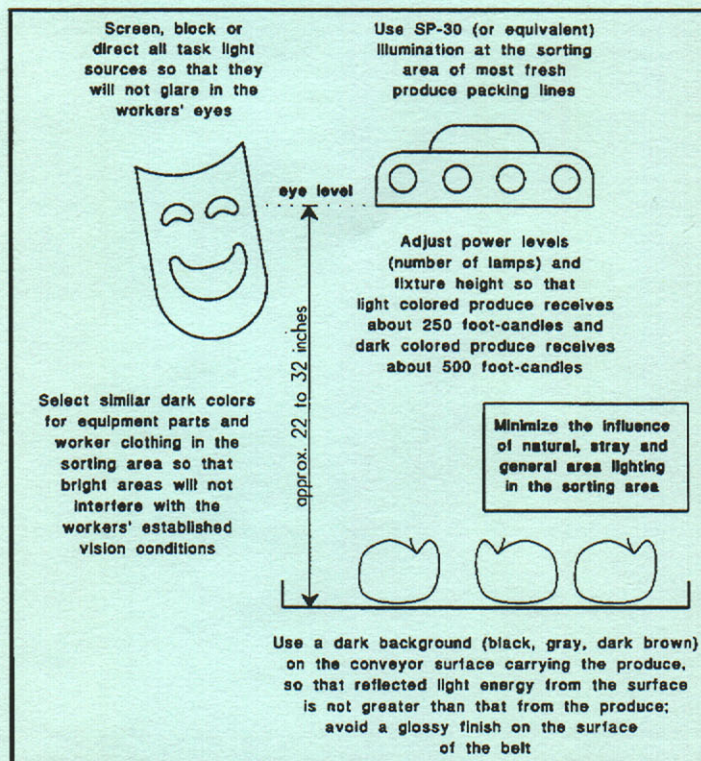 Screen, block or
direct all task light
sources so that they
will not glare in the
workers' eyes
Use SP-30 (or equivalent)
illumination at the sorting
area of most fresh
produce packing lines
eye level
Adjust power levels
(number of lamps) and
fixture height so that
light colored produce receives
about 250 foot-candles and
dark colored produce receives
about 500 foot-candles
approx. 22 to 32 inches
Select similar dark colors
for equipment parts and
worker clothing in the
sorting area so that
bright areas will not
interfere with the
workers' established
vision conditions
Minimize the influence
of natural, stray and
general area lighting
in the sorting area
Use a dark background (black, gray, dark brown)
on the conveyor surface carrying the produce,
so that reflected light energy from the surface
is not greater than that from the produce;
avoid a glossy finish on the surface
of the belt